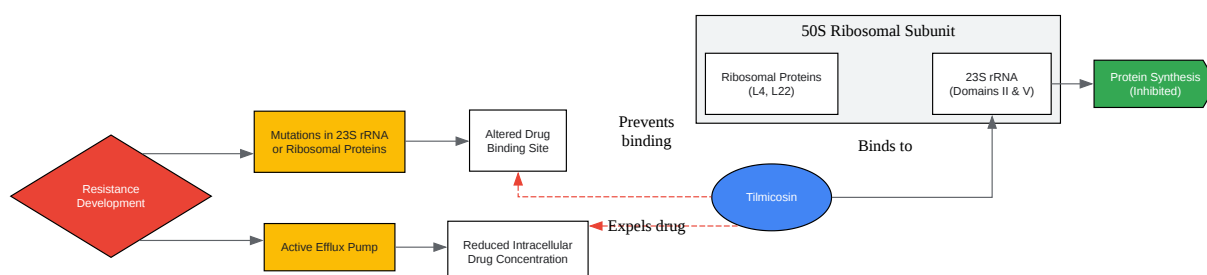 50S Ribosomal Subunit
Ribosomal Proteins
(L4, L22)
23S rRNA
(Domains II & V)
Protein Synthesis
(Inhibited)
Mutations in 23S rRNA
or Ribosomal Proteins
Altered Drug
Binding Site
Prevents
binding
Binds to
Resistance
Development
Tilmicosin
Active Efflux Pump
Reduced Intracellular
Drug Concentration
Expels drug